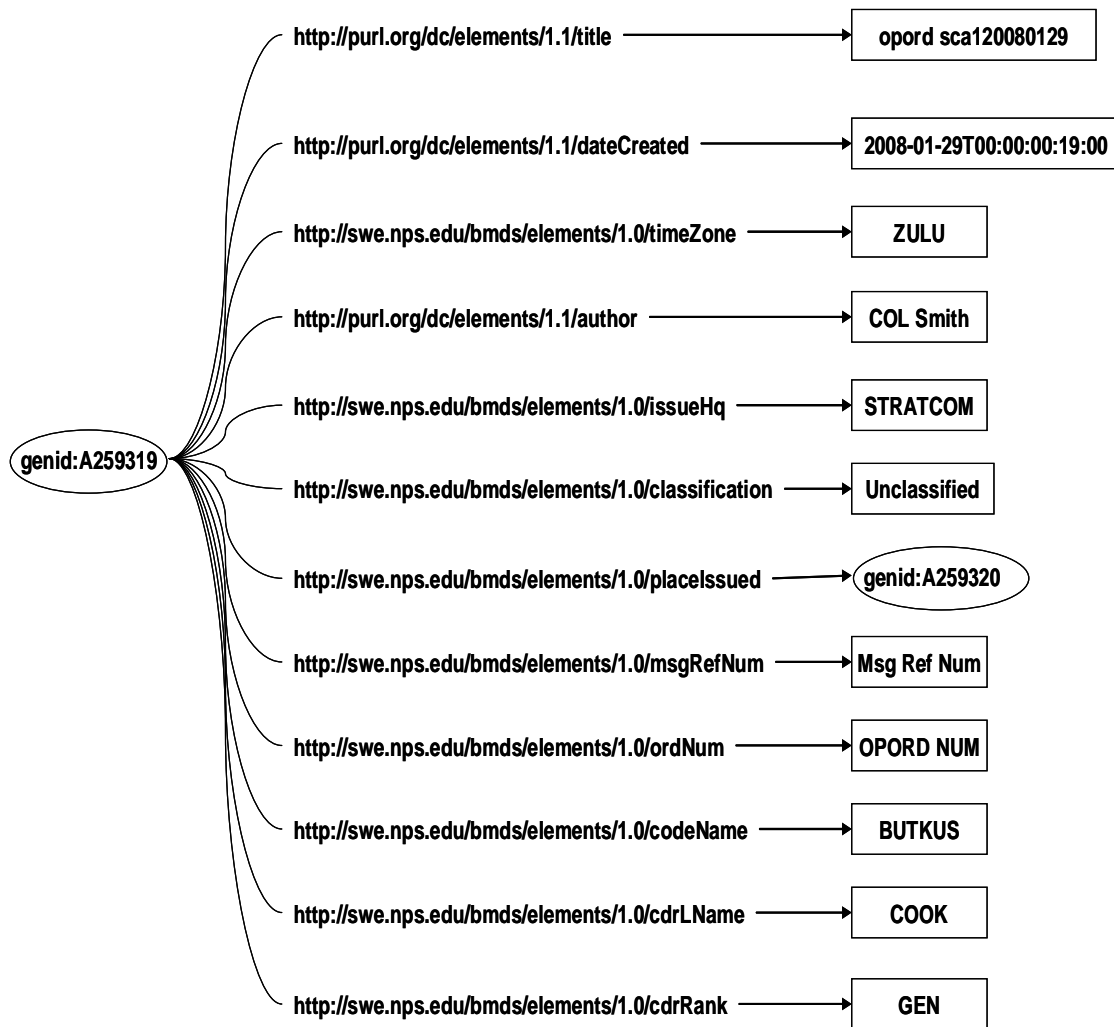 http://purl.org/dc/elements/1.1/title opord sca120080129
http://purl.org/dc/elements/1.1/dateCreated 2008-01-29T00:00:00:19:00
http://swe.nps.edu/bmds/elements/1.0/timeZone ZULU
http://purl.org/dc/elements/1.1/author COL Smith
http://swe.nps.edu/bmds/elements/1.0/issueHq STRATCOM
genid:A259319
http://swe.nps.edu/bmds/elements/1.0/classification Unclassified
http://swe.nps.edu/bmds/elements/1.0/placeIssued genid:A259320
http://swe.nps.edu/bmds/elements/1.0/msgRefNum Msg Ref Num
http://swe.nps.edu/bmds/elements/1.0/ordNum OPORD NUM
http://swe.nps.edu/bmds/elements/1.0/codeName BUTKUS
http://swe.nps.edu/bmds/elements/1.0/cdrLName COOK
http://swe.nps.edu/bmds/elements/1.0/cdrRank GEN